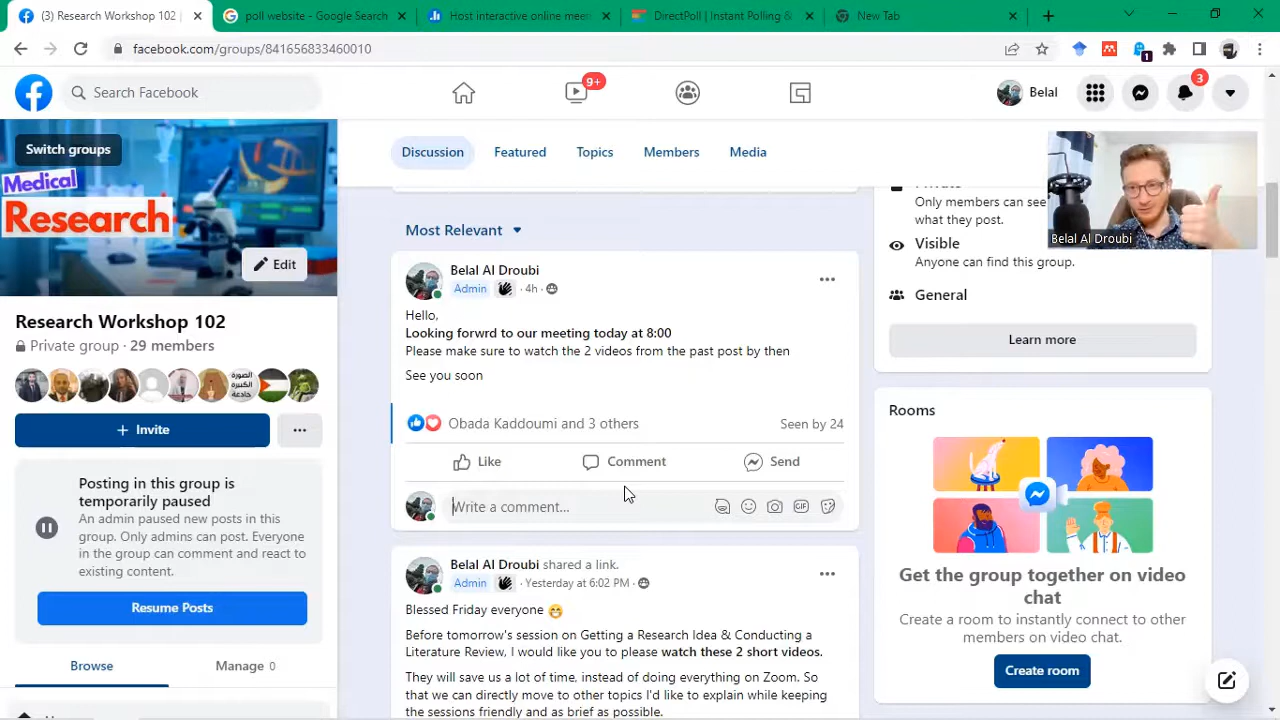 (3) Research Workshop 102
poll website - Google Search
Host interactive online mee
DirectPoll | Instant Polling &
New Tab
facebook.com/groups/841656833460010
1
Search Facebook
9+
Belal
3
Switch groups
Medical
Research
Edit
Research Workshop 102
Private group · 29 members
الصورة
الكبيرة
Invite
Posting in this group is
temporarily paused
An admin paused new posts in this
group. Only admins can post. Everyone
in the group can comment and react to
existing content.
Resume Posts
Browse
Manage 0
Discussion
Featured
Topics
Members
Media
Most Relevant
Belal Al Droubi
Admin · 4h ·
Hello,
Looking forwrd to our meeting today at 8:00
Please make sure to watch the 2 videos from the past post by then
See you soon
Obada Kaddoumi and 3 others
Seen by 24
Like
Comment
Send
Write a comment...
GIF
Belal Al Droubi shared a link.
Admin · Yesterday at 6:02 PM ·
Blessed Friday everyone 😁
Before tomorrow's session on Getting a Research Idea & Conducting a
Literature Review, I would like you to please watch these 2 short videos.
They will save us a lot of time, instead of doing everything on Zoom. So
that we can directly move to other topics I'd like to explain while keeping
the sessions friendly and as brief as possible.
Only members can see
what they post.
Visible
Anyone can find this group.
General
Learn more
Belal Al Droubi
Rooms
Get the group together on video
chat
Create a room to instantly connect to other
members on video chat.
Create room